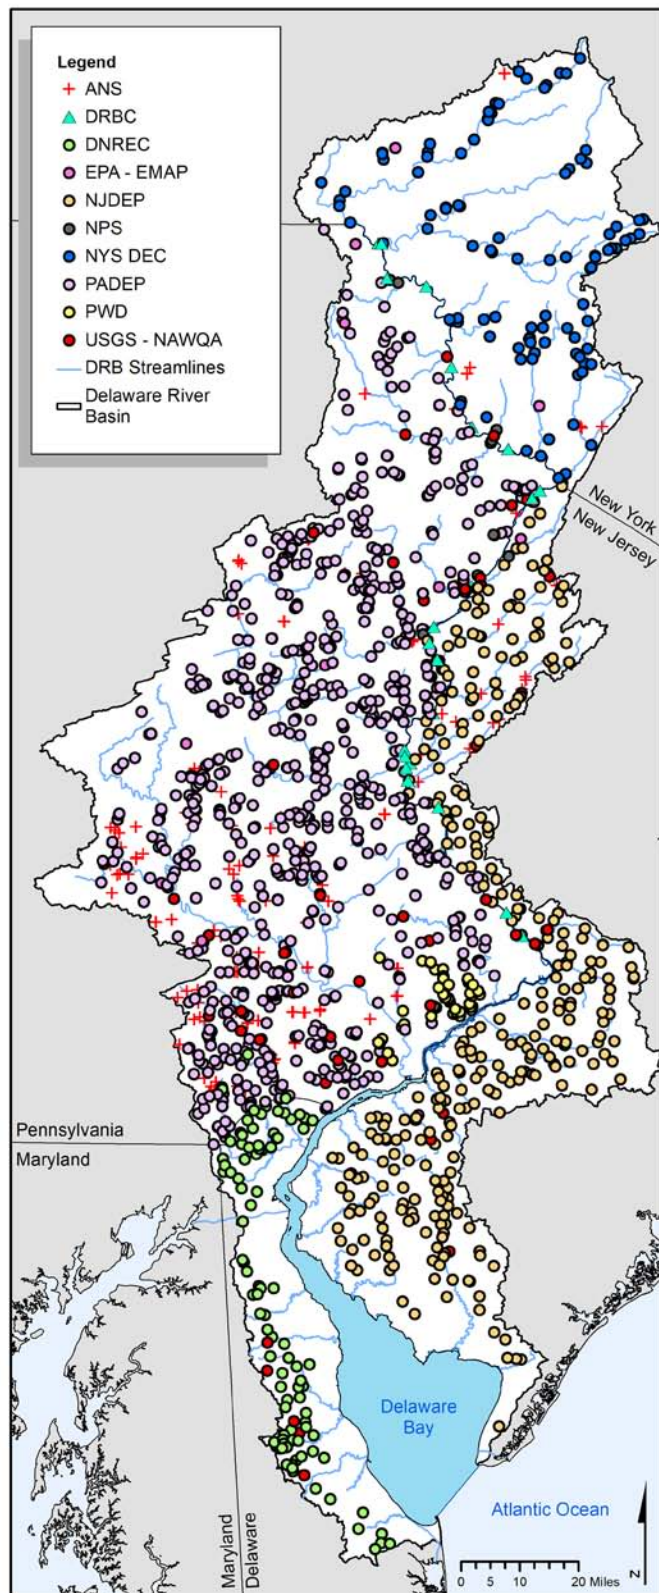 Legend
ANS
DRBC
DNREC
EPA - EMAP
NJDEP
NPS
NYS DEC
PADEP
PWD
USGS - NAWQA
DRB Streamlines
Delaware River
Basin
New York
New Jersey
Pennsylvania
Maryland
Delaware
Bay
Maryland
Delaware
Atlantic Ocean
N
0 5 10 20 Miles